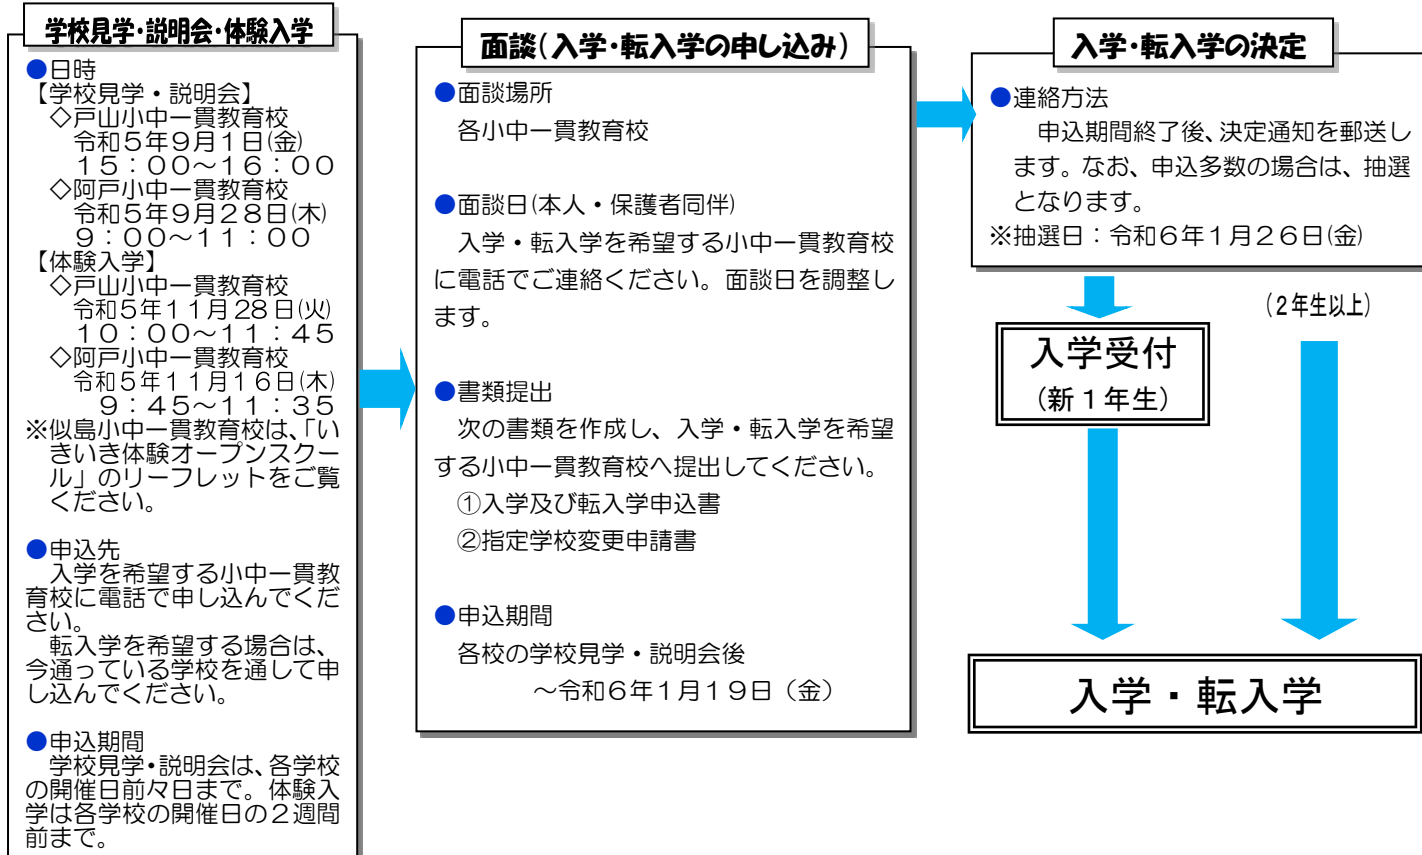 学校見学・説明会・体験入学
●日時
【学校見学・説明会】
◇戸山小中一貫教育校
令和５年９月１日(金)
１５：００～１６：００
◇阿戸小中一貫教育校
令和５年９月２８日(木)
９：００～１１：００
【体験入学】
◇戸山小中一貫教育校
令和５年１１月28日(火)
１０：００～１１：４５
◇阿戸小中一貫教育校
令和５年１１月１６日(木)
９：４５～１１：３５
※似島小中一貫教育校は、「い
きいき体験オープンスクー
ル」のリーフレットをご覧
ください。
●申込先
入学を希望する小中一貫教
育校に電話で申し込んでくだ
さい。
転入学を希望する場合は、
今通っている学校を通して申
し込んでください。
●申込期間
学校見学・説明会は、各学校
の開催日前々日まで。体験入
学は各学校の開催日の２週間
前まで。
面談(入学・転入学の申し込み)
●面談場所
各小中一貫教育校
●面談日(本人・保護者同伴)
入学・転入学を希望する小中一貫教育校
に電話でご連絡ください。面談日を調整し
ます。
●書類提出
次の書類を作成し、入学・転入学を希望
する小中一貫教育校へ提出してください。
①入学及び転入学申込書
②指定学校変更申請書
●申込期間
各校の学校見学・説明会後
～令和６年１月１９日（金）
入学・転入学の決定
●連絡方法
申込期間終了後、決定通知を郵送し
ます。なお、申込多数の場合は、抽選
となります。
※抽選日：令和６年１月２６日(金)
入学受付
（新１年生）
（２年生以上）
入学・転入学